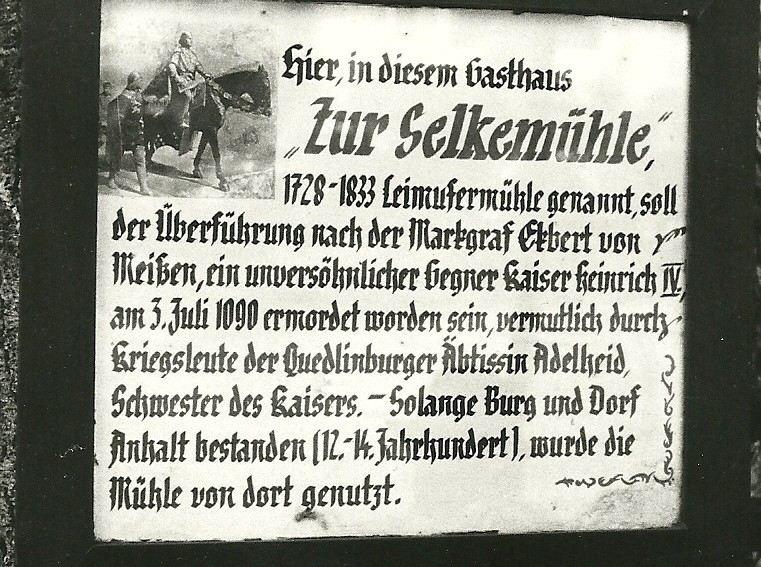 Hier, in diesem Gasthaus
„Zur Selkemühle,“
1728-1833 Leimufermühle genannt, soll
der Überführung nach der Markgraf Ekbert von
Meißen, ein unversöhnlicher Gegner Kaiser Heinrich IV,
am 3. Juli 1090 ermordet worden sein, vermutlich durch
Kriegsleute der Quedlinburger Äbtissin Adelheid,
Schwester des Kaisers. - Solange Burg und Dorf
Anhalt bestanden (12.-14. Jahrhundert), wurde die
Mühle von dort genutzt.